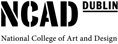 NCAD DUBLIN
National College of Art and Design